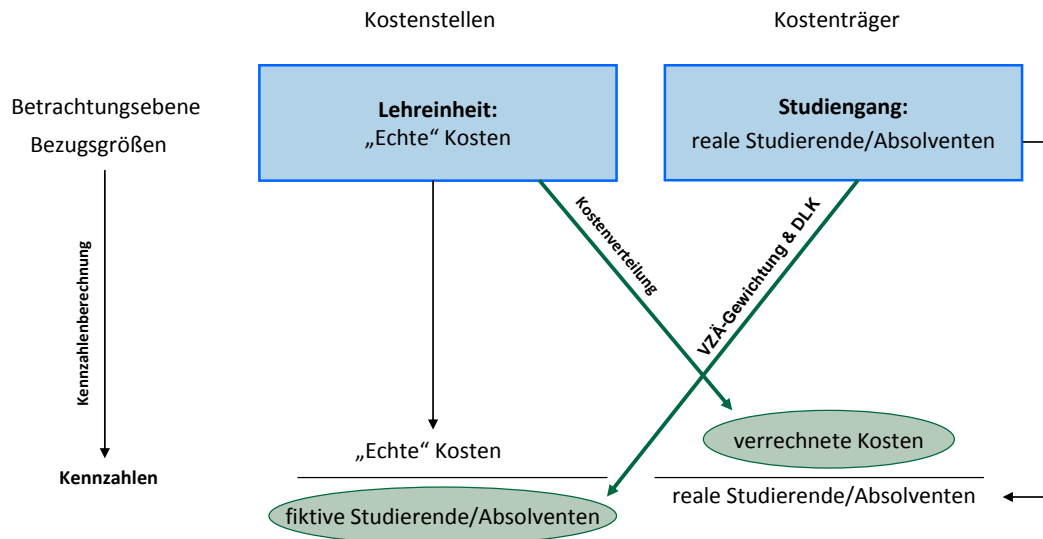 Kostenstellen
Kostenträger
Betrachtungsebene
Bezugsgrößen
Lehreinheit:
„Echte“ Kosten
Studiengang:
reale Studierende/Absolventen
Kennzahlenberechnung
Kostenverteilung
VZÄ-Gewichtung & DLK
Kennzahlen
„Echte“ Kosten
fiktive Studierende/Absolventen
verrechnete Kosten
reale Studierende/Absolventen